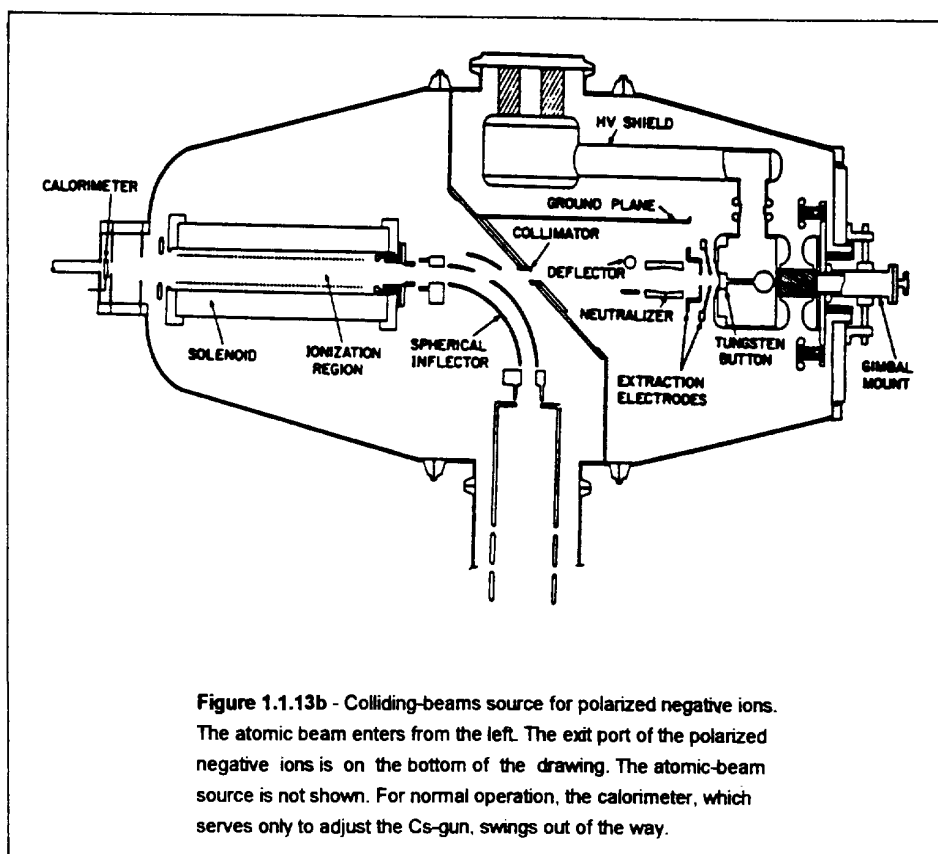 HV SHIELD
CALORIMETER
GROUND PLANE
COLLIMATOR
DEFLECTOR
NEUTRALIZER
SOLENOID
IONIZATION
REGION
SPHERICAL
INFLECTOR
TUNGSTEN
BUTTON
EXTRACTION
ELECTRODES
GIMBAL
MOUNT
Figure 1.1.13b - Colliding-beams source for polarized negative ions.
The atomic beam enters from the left. The exit port of the polarized
negative ions is on the bottom of the drawing. The atomic-beam
source is not shown. For normal operation, the calorimeter, which
serves only to adjust the Cs-gun, swings out of the way.